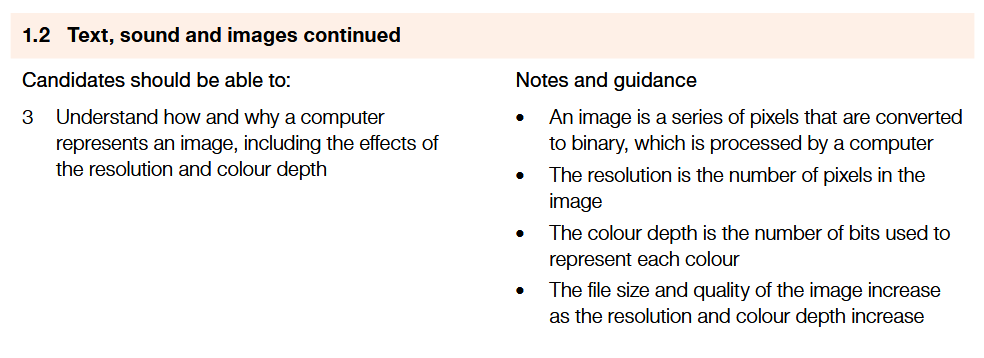 1.2 Text, sound and images continued
Candidates should be able to:
3 Understand how and why a computer
represents an image, including the effects of
the resolution and colour depth
Notes and guidance
• An image is a series of pixels that are converted
to binary, which is processed by a computer
• The resolution is the number of pixels in the
image
• The colour depth is the number of bits used to
represent each colour
• The file size and quality of the image increase
as the resolution and colour depth increase